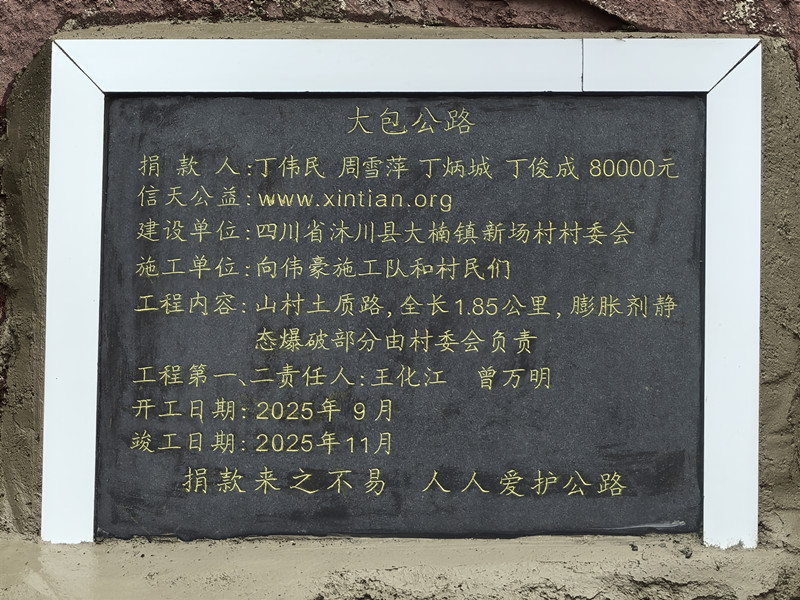 大包公路
捐款人:丁伟民 周雪萍 丁炳城 丁俊成 80000元
信天公益:www.xintian.org
建设单位:四川省沐川县大楠镇新场村村委会
施工单位:向伟豪施工队和村民们
工程内容:山村土质路,全长1.85公里,膨胀剂静
态爆破部分由村委会负责
工程第一、二责任人:王化江 曾万明
开工日期:2025年 9月
竣工日期:2025年11月
捐款来之不易 人人爱护公路